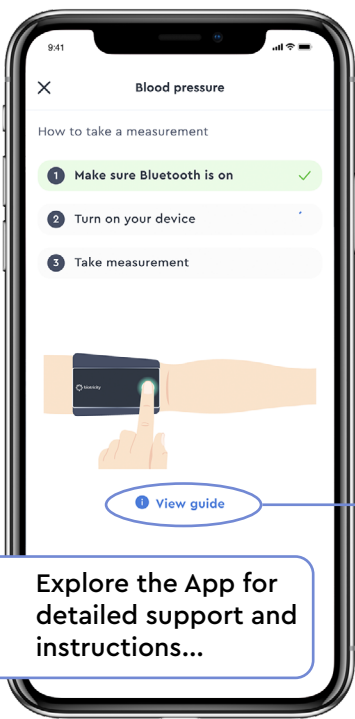 9:41
Blood pressure
How to take a measurement
1 Make sure Bluetooth is on
2 Turn on your device
3 Take measurement
i View guide
Explore the App for
detailed support and
instructions...